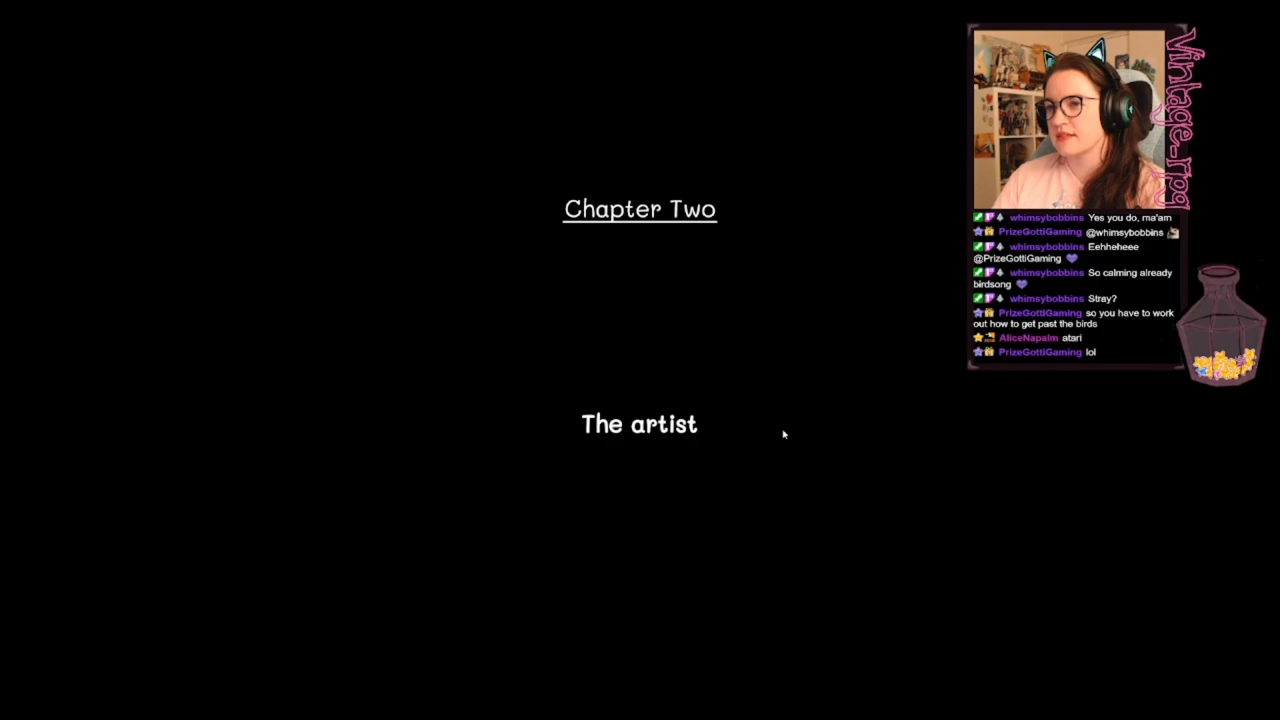 Chapter Two
The artist
Vintage_rpg
whimsybobbins Yes you do, ma'am
PrizeGottiGaming @whimsybobbins
whimsybobbins Eehheheee
@PrizeGottiGaming
whimsybobbins So calming already
birdsong
whimsybobbins Stray?
PrizeGottiGaming so you have to work
out how to get past the birds
AliceNapalm atari
PrizeGottiGaming lol